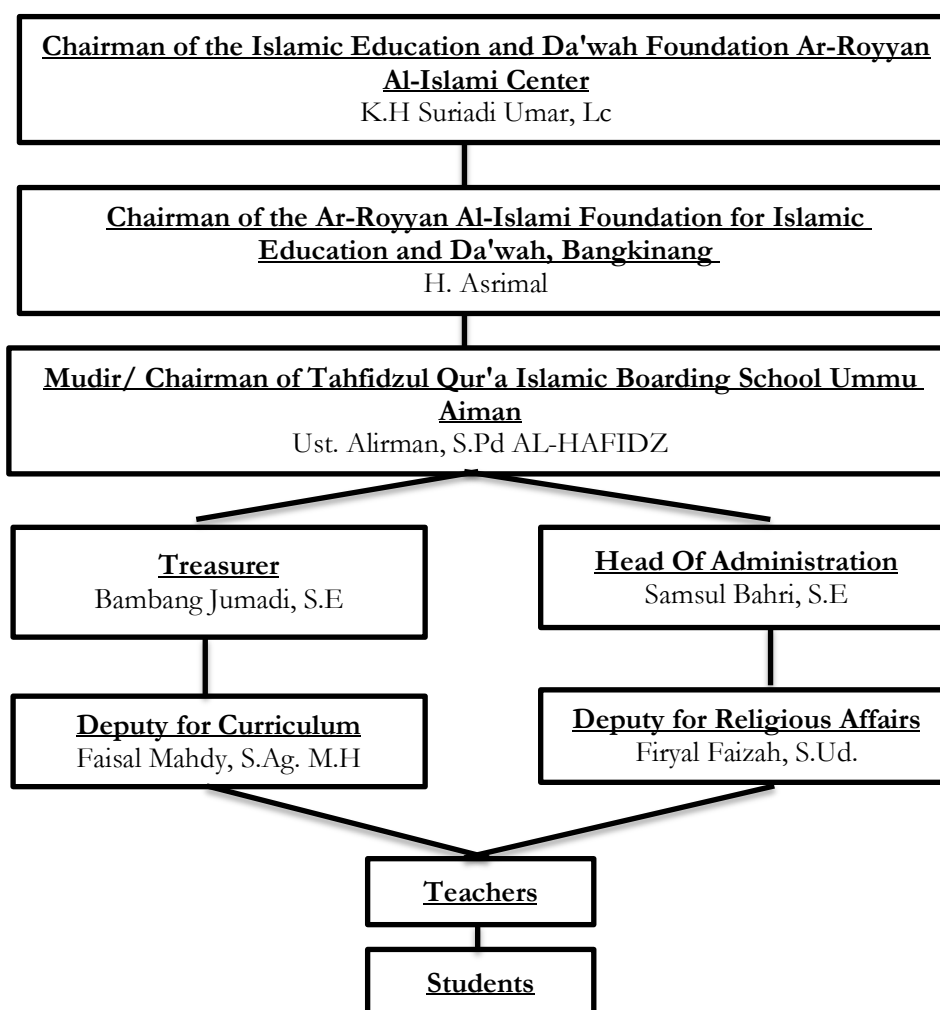 Chairman of the Islamic Education and Da'wah Foundation Ar-Royyan
Al-Islami Center
K.H Suriadi Umar, Lc
Chairman of the Ar-Royyan Al-Islami Foundation for Islamic
Education and Da'wah, Bangkinang
H. Asrimal
Mudir/ Chairman of Tahfidzul Qur'a Islamic Boarding School Ummu
Aiman
Ust. Alirman, S.Pd AL-HAFIDZ
Treasurer
Bambang Jumadi, S.E
Head Of Administration
Samsul Bahri, S.E
Deputy for Curriculum
Faisal Mahdy, S.Ag. M.H
Deputy for Religious Affairs
Firyal Faizah, S.Ud.
Teachers
Students